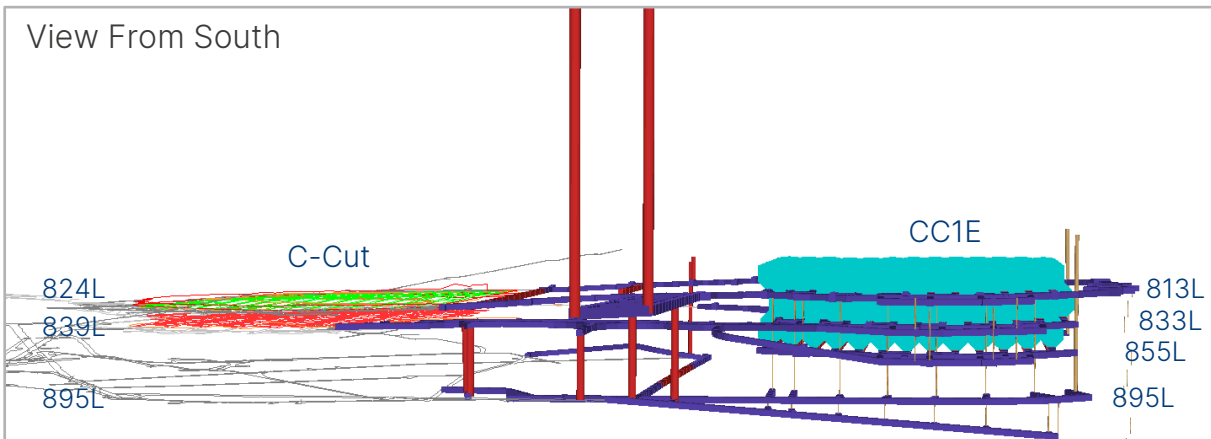 View From South
C-Cut
CC1E
824L
839L
895L
813L
833L
855L
895L